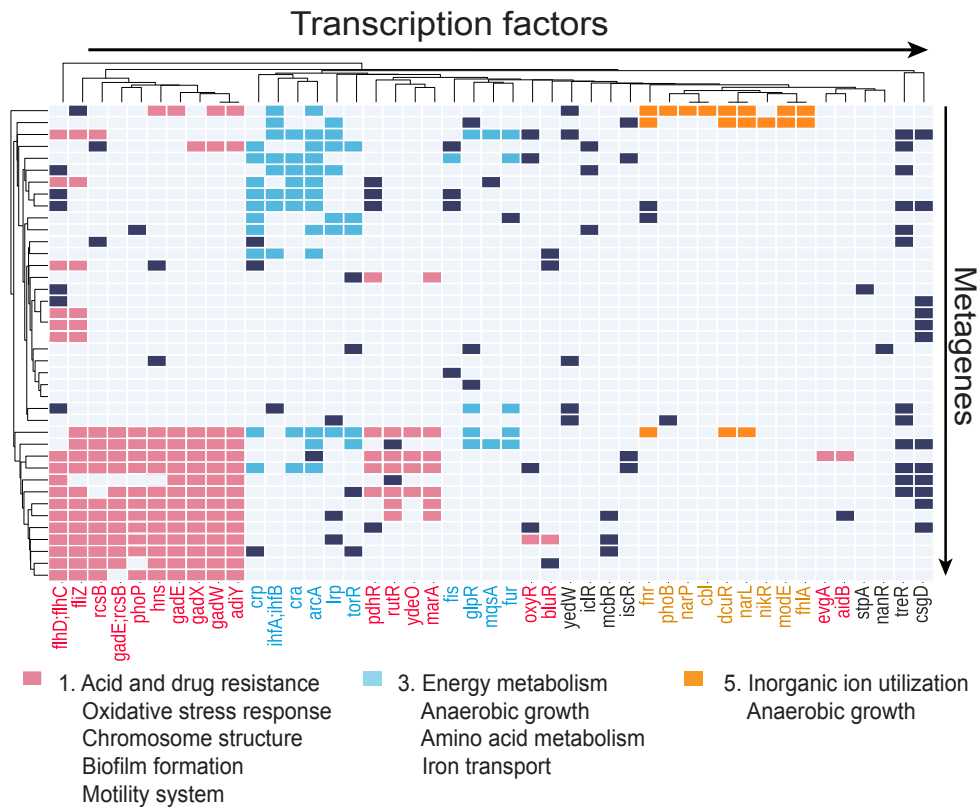 Transcription factors
Metagenes
flhD;flhC
fliZ
rcsB
gadE;rcsB
phoP
hns
gadE
gadX
gadW
adiY
crp
ihfA;ihfB
cra
arcA
lrp
torR
pdhR
rutR
ydeO
marA
fis
glpR
mqsA
fur
oxyR
bluR
yedW
iclR
mcbR
iscR
fnr
phoB
narP
cbl
dcuR
narL
nikR
modE
fhlA
evgA
aidB
stpA
nanR
treR
csgD
1. Acid and drug resistance
Oxidative stress response
Chromosome structure
Biofilm formation
Motility system
3. Energy metabolism
Anaerobic growth
Amino acid metabolism
Iron transport
5. Inorganic ion utilization
Anaerobic growth